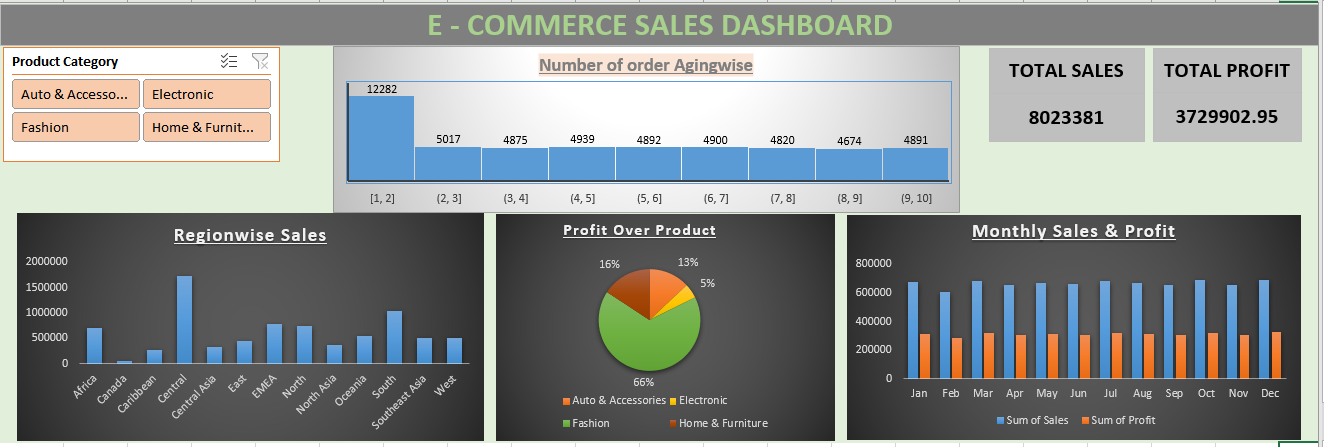 E - COMMERCE SALES DASHBOARD
Product Category
Auto & Accesso...
Electronic
Fashion
Home & Furnit...
Number of order Agingwise
12282
5017
4875
4939
4892
4900
4820
4674
4891
[1, 2]
(2, 3]
(3, 4]
(4, 5]
(5, 6]
(6, 7]
(7, 8]
(8, 9]
(9, 10]
TOTAL SALES
8023381
TOTAL PROFIT
3729902.95
Regionwise Sales
2000000
1500000
1000000
500000
0
Africa
Canada
Caribbean
Central
Central Asia
East
EMEA
North
North Asia
Oceania
South
Southeast Asia
West
Profit Over Product
16%
13%
5%
66%
Auto & Accessories
Electronic
Fashion
Home & Furniture
Monthly Sales & Profit
800000
600000
400000
200000
0
Jan
Feb
Mar
Apr
May
Jun
Jul
Aug
Sep
Oct
Nov
Dec
Sum of Sales
Sum of Profit